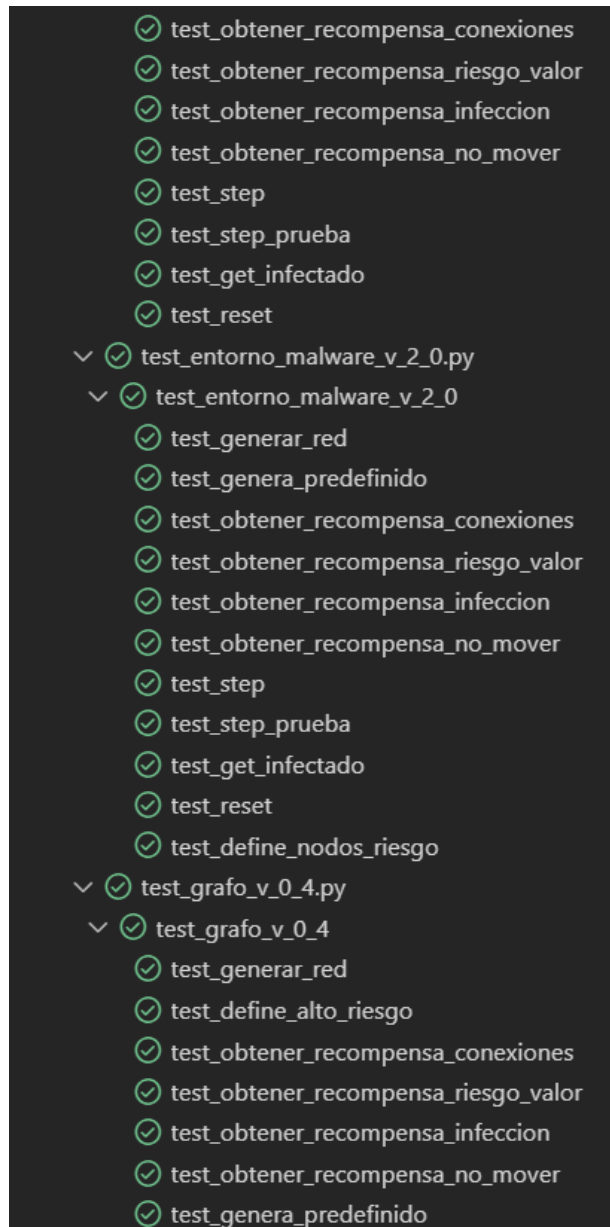 test_obtener_recompensa_conexiones
test_obtener_recompensa_riesgo_valor
test_obtener_recompensa_infeccion
test_obtener_recompensa_no_mover
test_step
test_step_prueba
test_get_infectado
test_reset
test_entorno_malware_v_2_0.py
test_entorno_malware_v_2_0
test_generar_red
test_genera_predefinido
test_obtener_recompensa_conexiones
test_obtener_recompensa_riesgo_valor
test_obtener_recompensa_infeccion
test_obtener_recompensa_no_mover
test_step
test_step_prueba
test_get_infectado
test_reset
test_define_nodos_riesgo
test_grafo_v_0_4.py
test_grafo_v_0_4
test_generar_red
test_define_alto_riesgo
test_obtener_recompensa_conexiones
test_obtener_recompensa_riesgo_valor
test_obtener_recompensa_infeccion
test_obtener_recompensa_no_mover
test_genera_predefinido